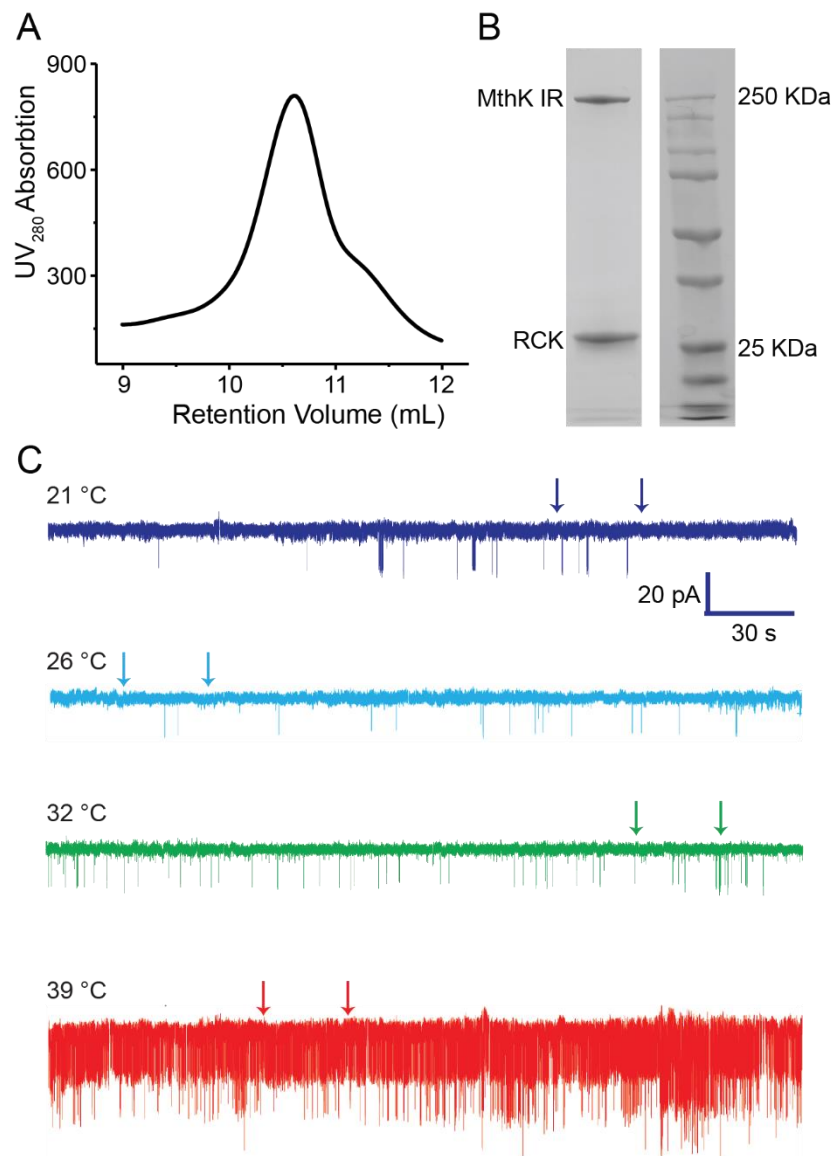 A
900
600
300
UV280 Absorbtion
9
10
11
12
Retention Volume (mL)
B
MthK IR
250 KDa
RCK
25 KDa
C
21 °C
20 pA
30 s
26 °C
32 °C
39 °C